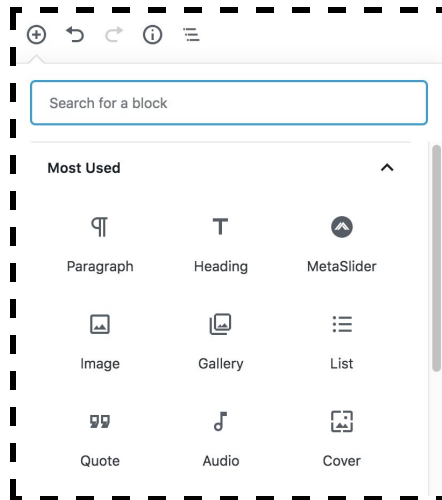 Search for a block
Most Used
Paragraph Heading MetaSlider
Image Gallery List
Quote Audio Cover